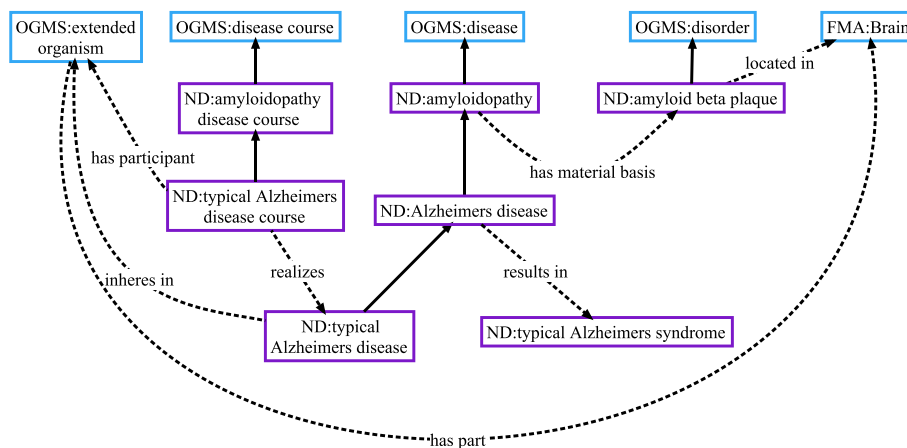 OGMS:extended
organism
OGMS:disease course
OGMS:disease
OGMS:disorder
FMA:Brain
located in
ND:amyloidopathy
disease course
ND:amyloidopathy
ND:amyloid beta plaque
has participant
has material basis
ND:typical Alzheimers
disease course
ND:Alzheimers disease
inheres in
realizes
results in
ND:typical
Alzheimers disease
ND:typical Alzheimers syndrome
has part